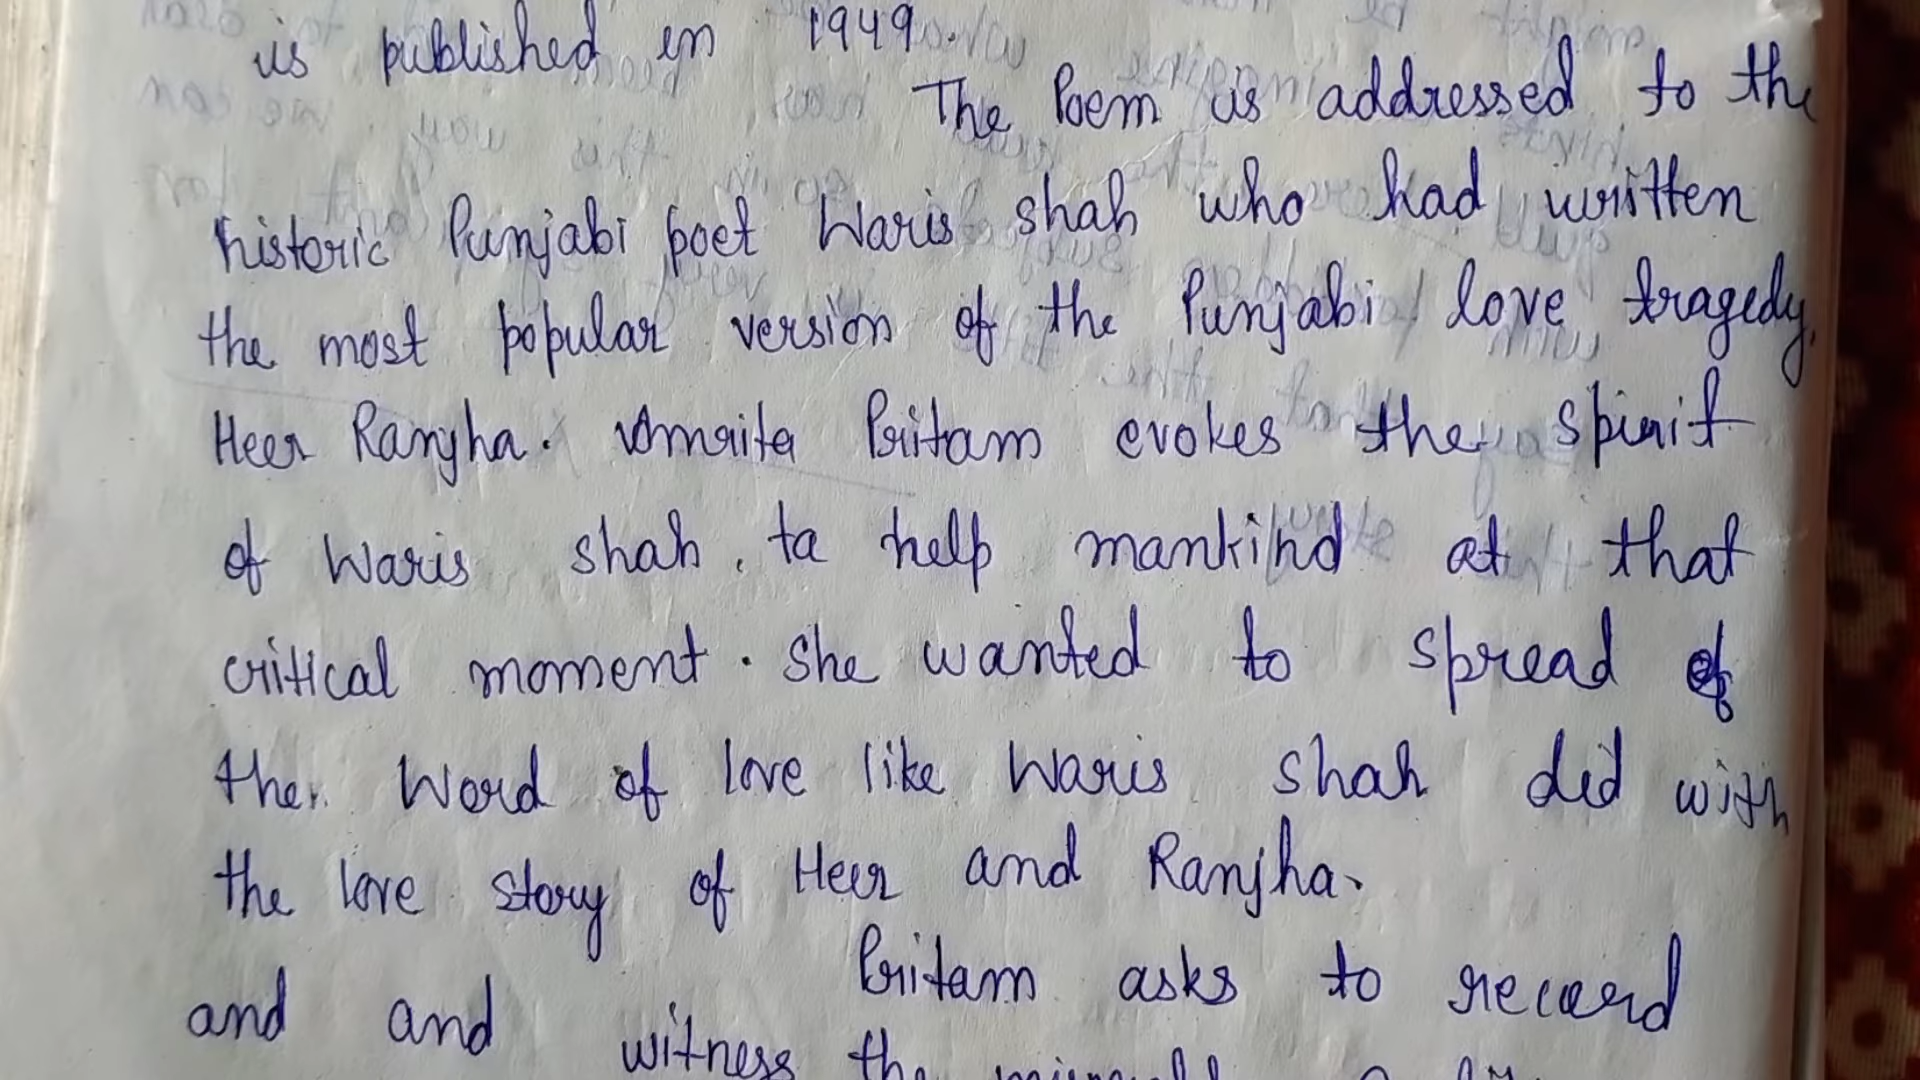 is published in 1949.
The Poem is addressed to the
historic Punjabi poet Waris shah who had written
the most popular version of the Punjabi love tragedy,
Heer Ranjha. Amrita Pritam evokes the spirit
of Waris shah, to help mankind at that
critical moment. She wanted to spread of
the word of love like Waris Shah did with
the love story of Heer and Ranjha.
Pritam asks to record
and and witness the